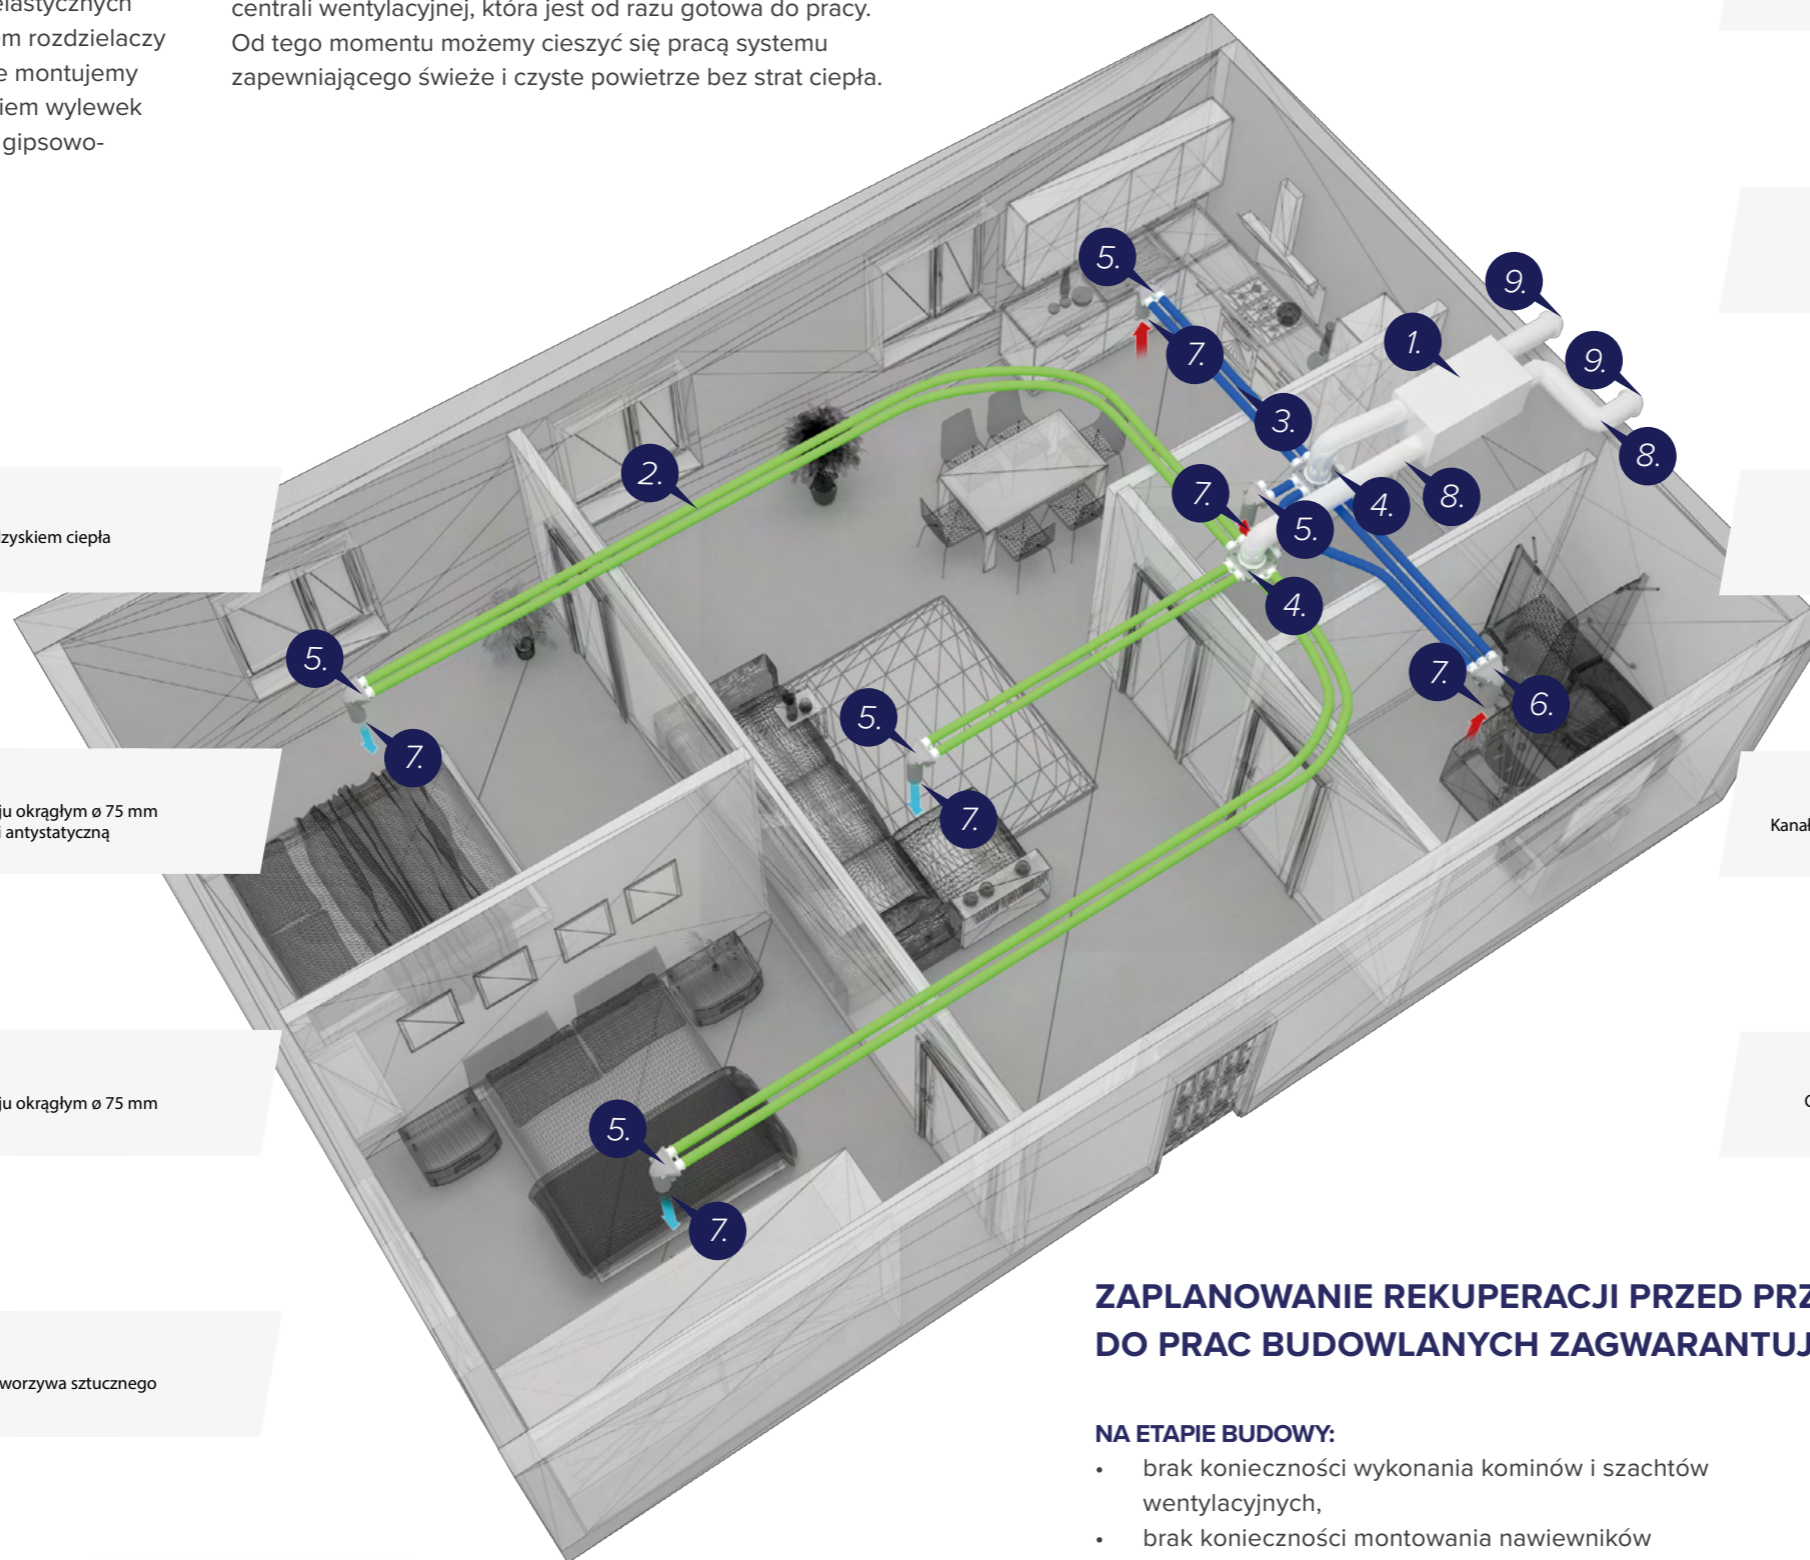 elastycznych
em rozdzielaczy
e montujemy
iem wylewek
gipsowo-
centrali wentylacyjnej, która jest od razu gotowa do pracy.
Od tego momentu możemy cieszyć się pracą systemu
zapewniającego świeże i czyste powietrze bez strat ciepła.
zyskiem ciepła
ju okrągłym ø 75 mm
i antystatyczną
ju okrągłym ø 75 mm
worzywa sztucznego
5.
9.
7.
1.
9.
3.
8.
2.
7.
4.
8.
5.
4.
5.
7.
6.
5.
7.
7.
5.
7.
Kanał
ZAPLANOWANIE REKUPERACJI PRZED PRZ
DO PRAC BUDOWLANYCH ZAGWARANTUJ
NA ETAPIE BUDOWY:
• brak konieczności wykonania kominów i szachtów
wentylacyjnych,
• brak konieczności montowania nawiewników